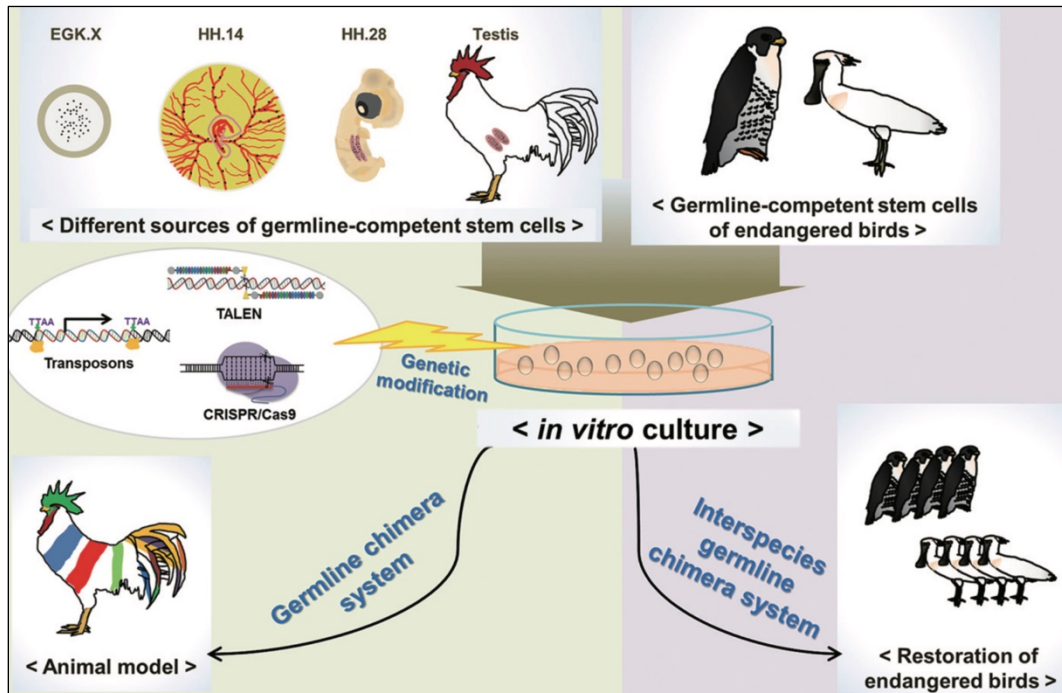 EGK.X
HH.14
HH.28
Testis
< Different sources of germline-competent stem cells >
< Germline-competent stem cells
of endangered birds >
TALEN
TTAA
TTAA
Transposons
CRISPR/Cas9
Genetic
modification
< in vitro culture >
Germline chimera
system
Interspecies
germline
chimera system
< Animal model >
< Restoration of
endangered birds >